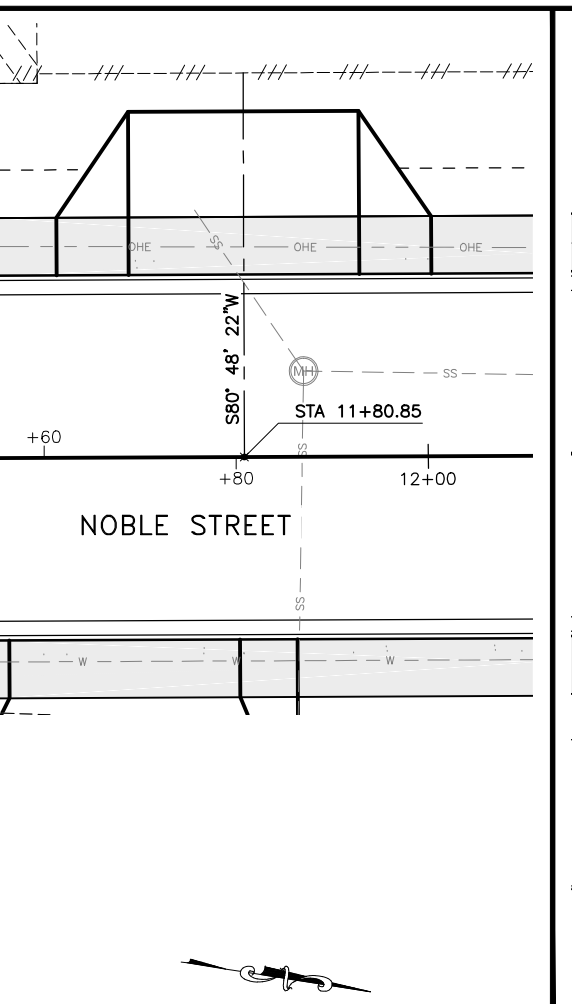 OHE OHE OHE
SS
S80° 48' 22"W
MH
SS
STA 11+80.85
+60
SS
+80
12+00
NOBLE STREET
SS
W W W